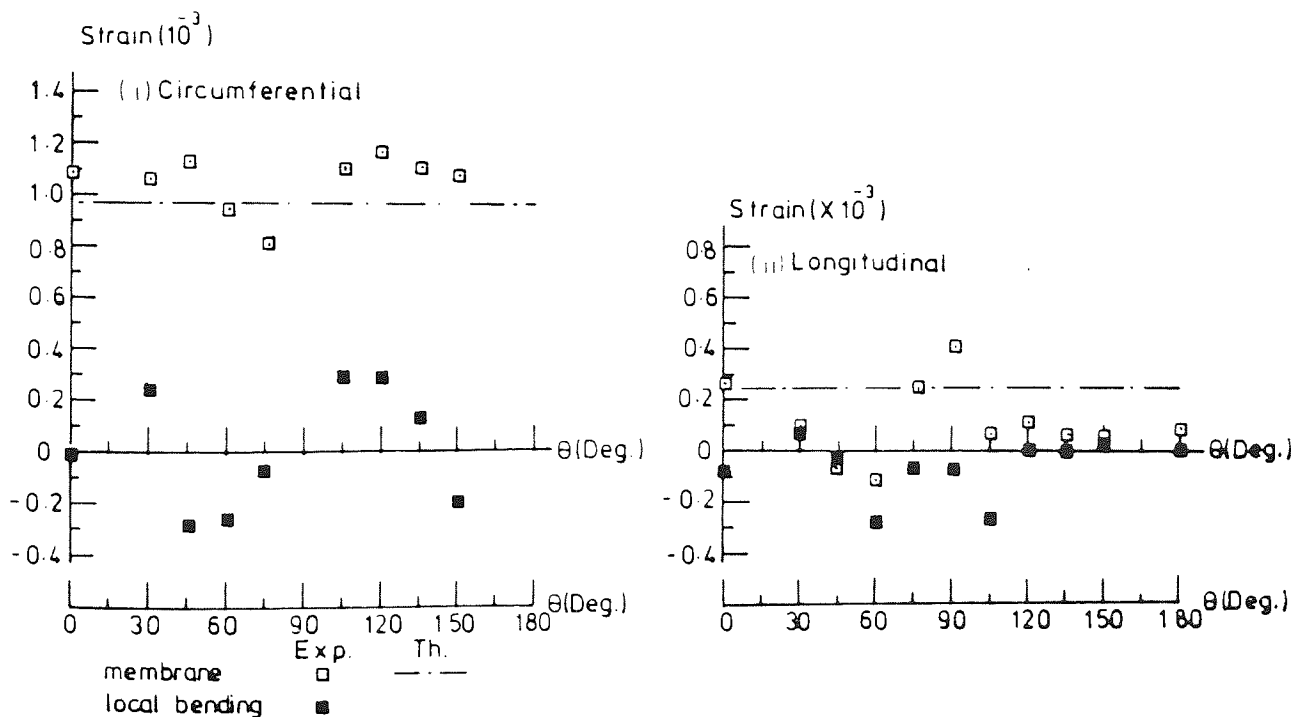 Strain (10⁻³)
(i) Circumferential
1.4
1.2
1.0
0.8
0.6
0.4
0.2
0
-0.2
-0.4
θ(Deg.)
0 30 60 90 120 150 180
θ(Deg.)
Strain (X10⁻³)
(ii) Longitudinal
0.8
0.6
0.4
0.2
0
-0.2
-0.4
θ(Deg.)
0 30 60 90 120 150 180
θ(Deg.)
Exp. Th.
membrane
local bending